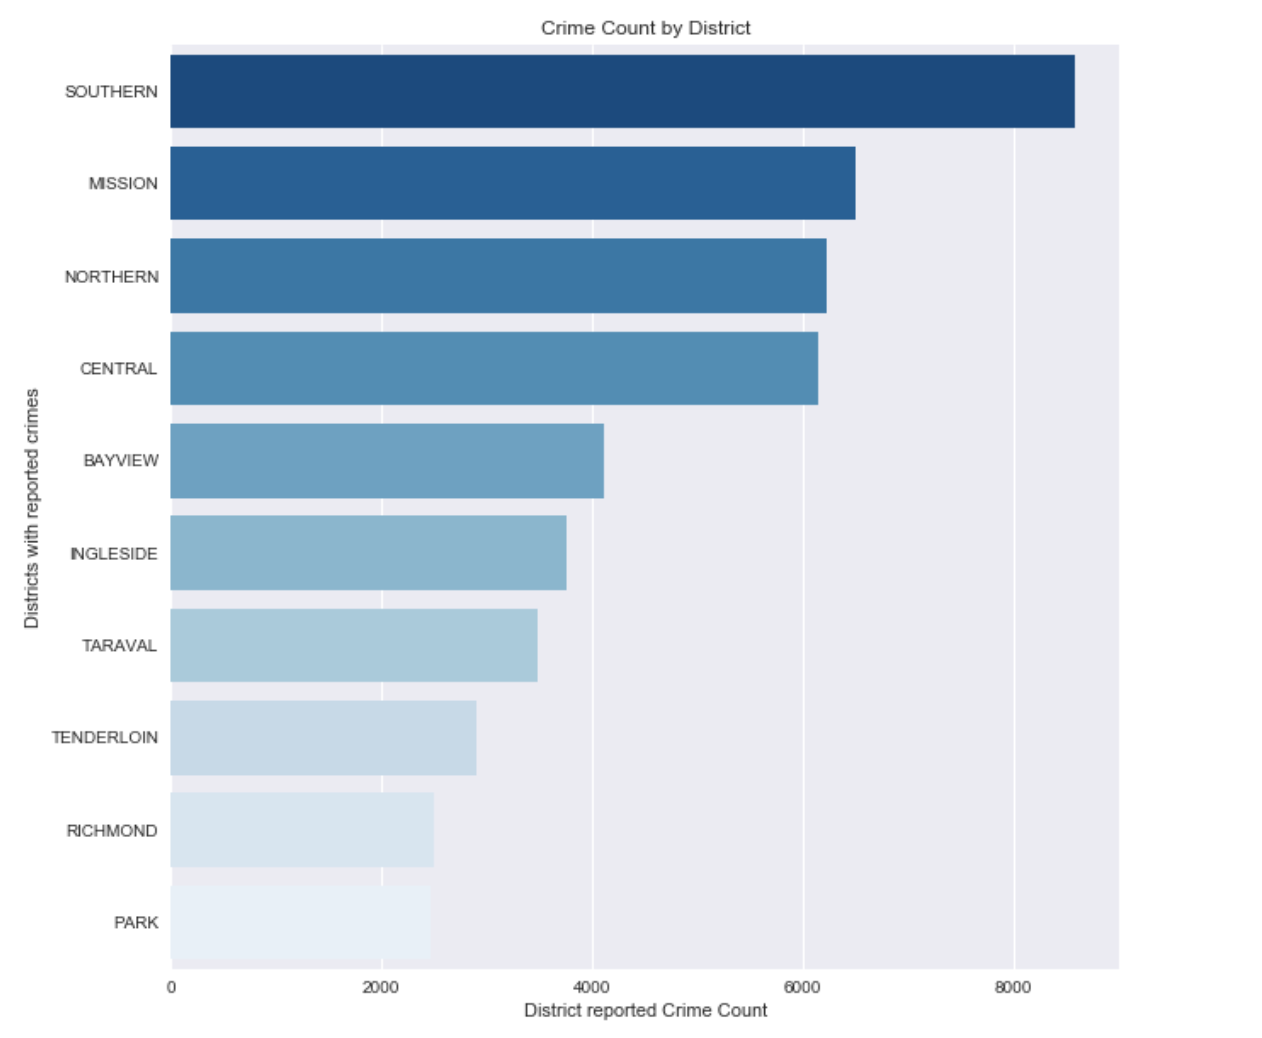 Crime Count by District
SOUTHERN
MISSION
NORTHERN
CENTRAL
BAYVIEW
INGLESIDE
TARAVAL
TENDERLOIN
RICHMOND
PARK
Districts with reported crimes
0 2000 4000 6000 8000
District reported Crime Count